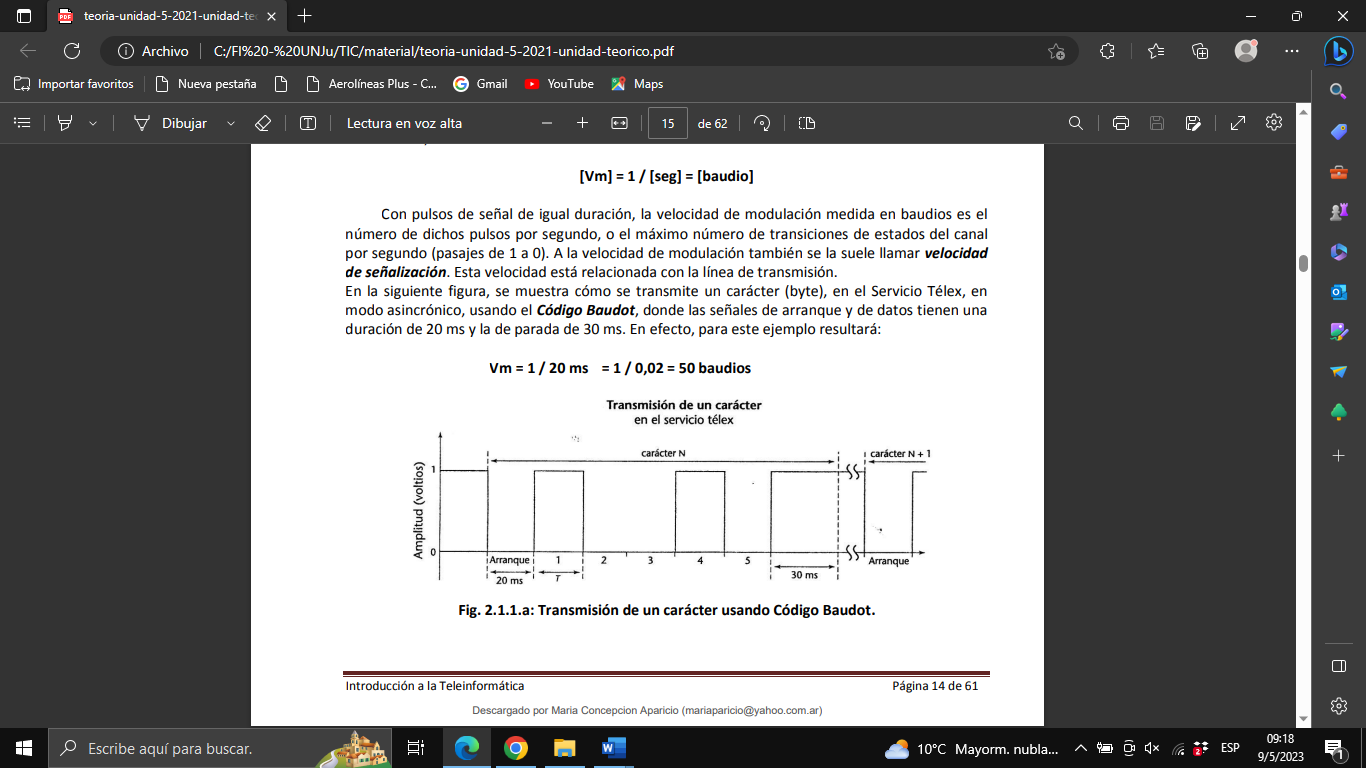 teoria-unidad-5-2021-unidad-teo
Archivo C:/FI%20-%20UNJu/TIC/material/teoria-unidad-5-2021-unidad-teorico.pdf
Importar favoritos Nueva pestaña Aerolíneas Plus - C... Gmail YouTube Maps
Dibujar Lectura en voz alta 15 de 62
[Vm] = 1 / [seg] = [baudio]
Con pulsos de señal de igual duración, la velocidad de modulación medida en baudios es el
número de dichos pulsos por segundo, o el máximo número de transiciones de estados del canal
por segundo (pasajes de 1 a 0). A la velocidad de modulación también se la suele llamar velocidad
de señalización. Esta velocidad está relacionada con la línea de transmisión.
En la siguiente figura, se muestra cómo se transmite un carácter (byte), en el Servicio Télex, en
modo asincrónico, usando el Código Baudot, donde las señales de arranque y de datos tienen una
duración de 20 ms y la de parada de 30 ms. En efecto, para este ejemplo resultará:
Vm = 1 / 20 ms = 1 / 0,02 = 50 baudios
Transmisión de un carácter
en el servicio télex
Amplitud (voltios)
carácter N carácter N + 1
1
0
Arranque 1 2 3 4 5 Arranque
20 ms T 30 ms
Fig. 2.1.1.a: Transmisión de un carácter usando Código Baudot.
Introducción a la Teleinformática Página 14 de 61
Descargado por Maria Concepcion Aparicio (mariaparicio@yahoo.com.ar)
Escribe aquí para buscar. 10°C Mayorm. nubla... ESP 09:18
9/5/2023